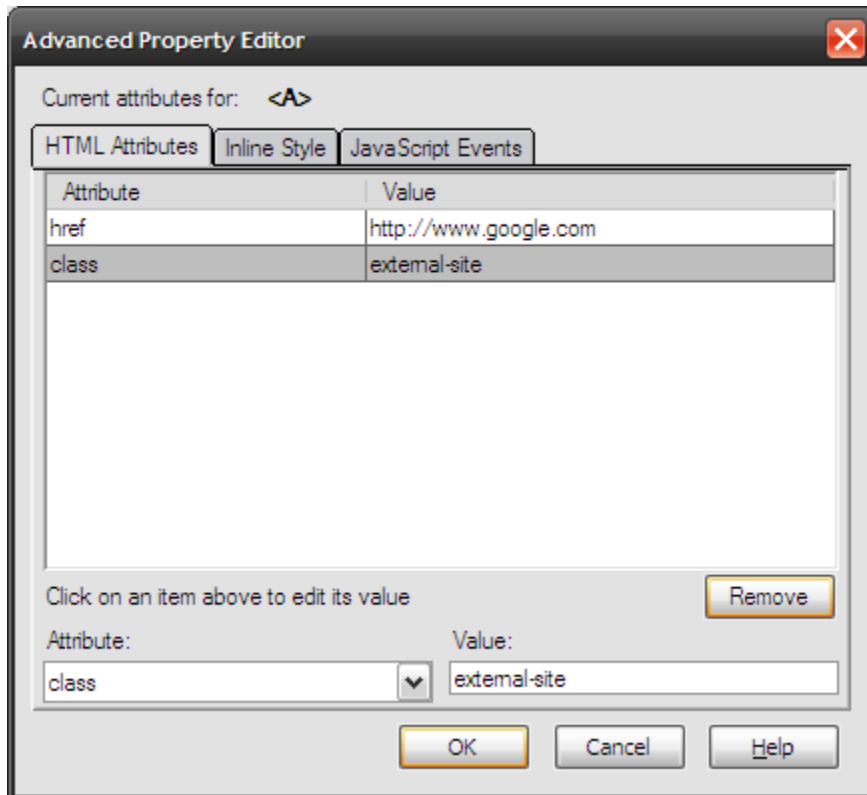 Advanced Property Editor
Current attributes for: <A>
HTML Attributes Inline Style JavaScript Events
Attribute Value
href http://www.google.com
class external-site
Click on an item above to edit its value Remove
Attribute: Value:
class external-site
OK Cancel Help